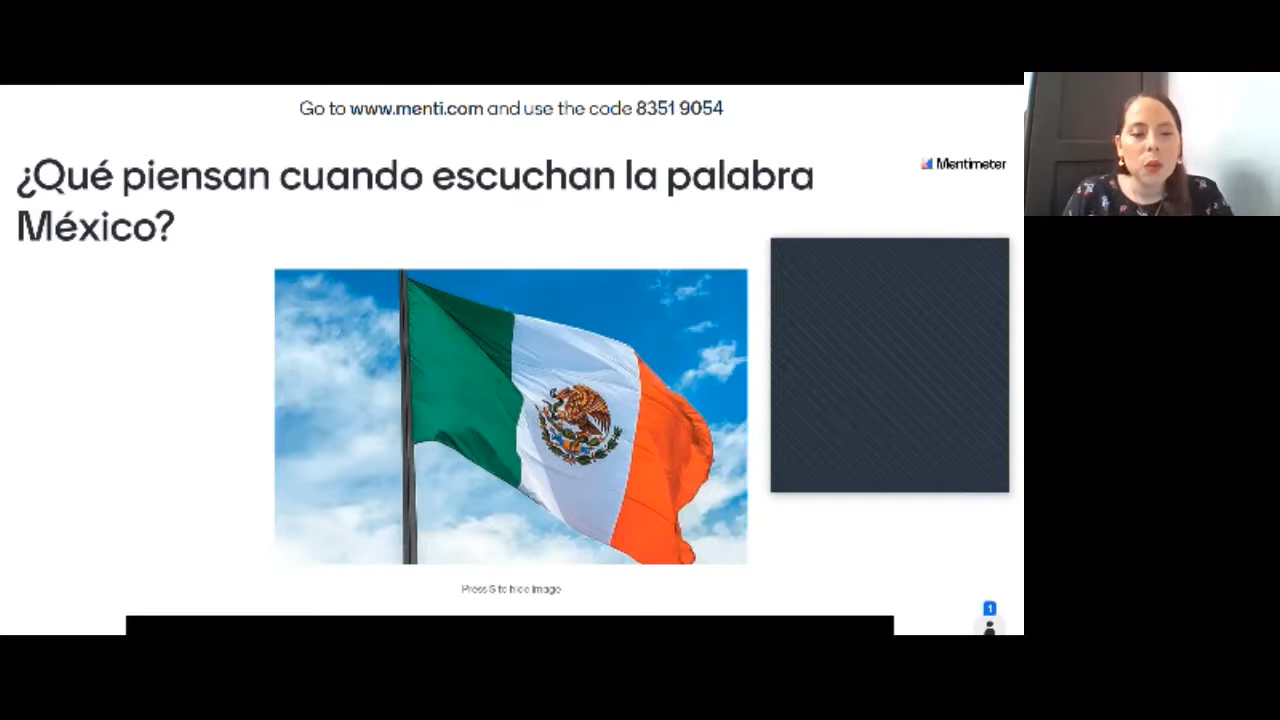 Go to www.menti.com and use the code 8351 9054
¿Qué piensan cuando escuchan la palabra
México?
Mentimeter
Press S to hide image
1